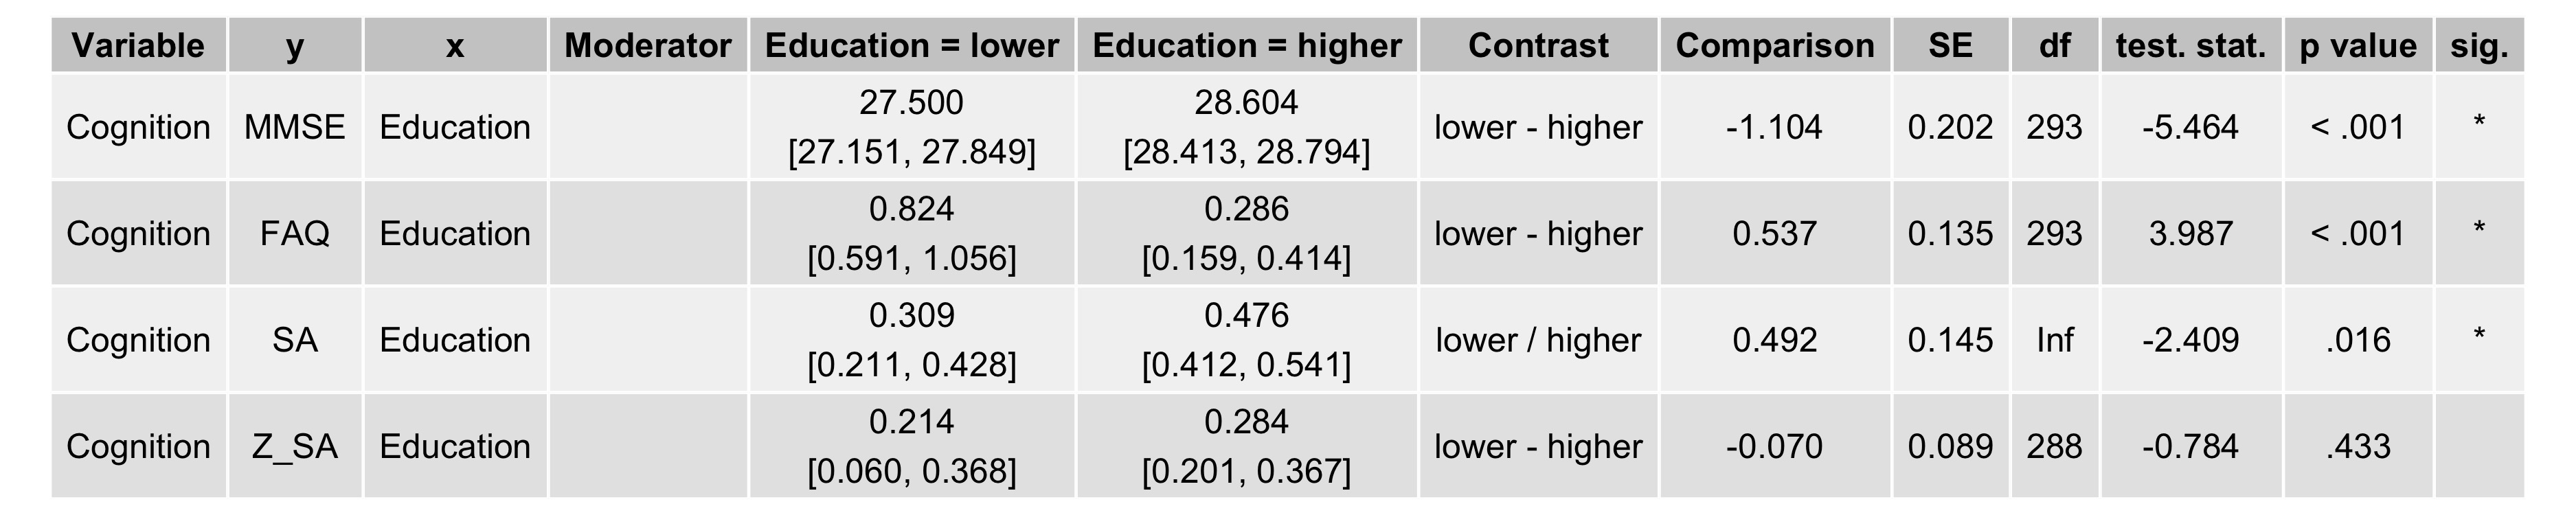 Variable y x Moderator Education = lower Education = higher Contrast Comparison SE df test. stat. p value sig.
Cognition MMSE Education 27.500 [27.151, 27.849] 28.604 [28.413, 28.794] lower - higher -1.104 0.202 293 -5.464 < .001 *
Cognition FAQ Education 0.824 [0.591, 1.056] 0.286 [0.159, 0.414] lower - higher 0.537 0.135 293 3.987 < .001 *
Cognition SA Education 0.309 [0.211, 0.428] 0.476 [0.412, 0.541] lower / higher 0.492 0.145 Inf -2.409 .016 *
Cognition Z_SA Education 0.214 [0.060, 0.368] 0.284 [0.201, 0.367] lower - higher -0.070 0.089 288 -0.784 .433